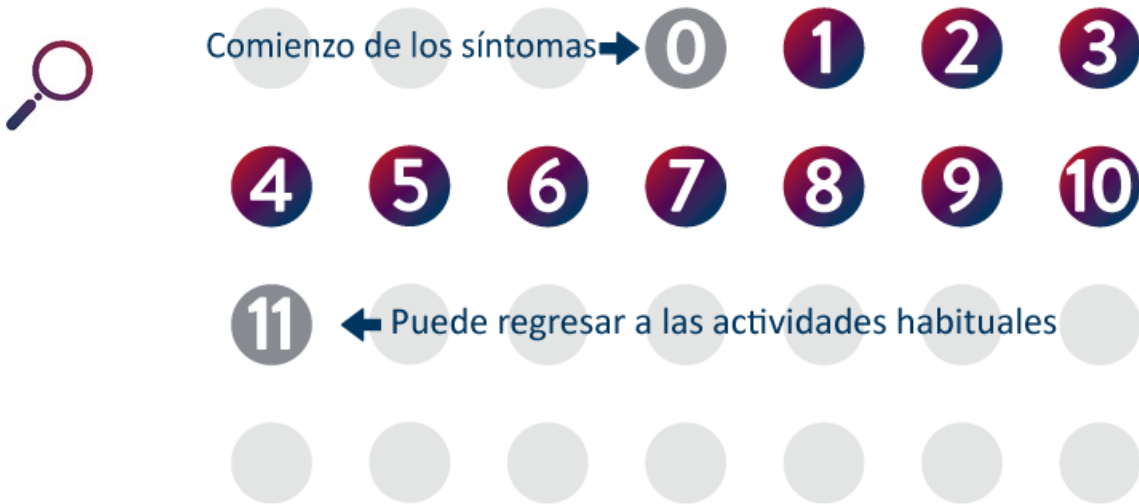 Comienzo de los síntomas 0 1 2 3
4 5 6 7 8 9 10
11 Puede regresar a las actividades habituales